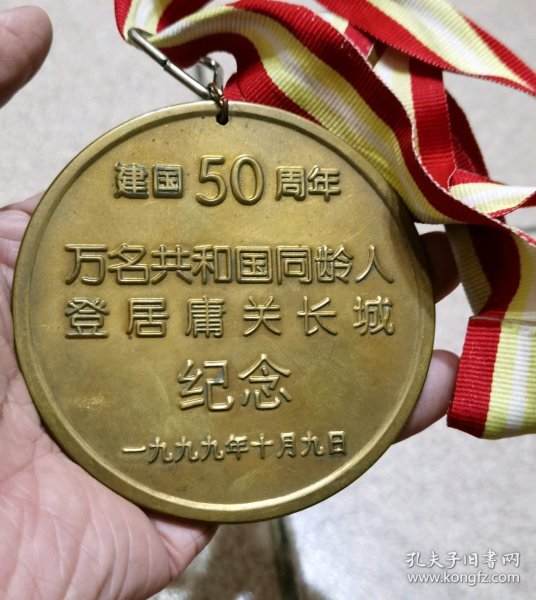 建国50周年
万名共和国同龄人
登居庸关长城
纪念
一九九九年十月九日
孔夫子旧书网
www.kongfz.com